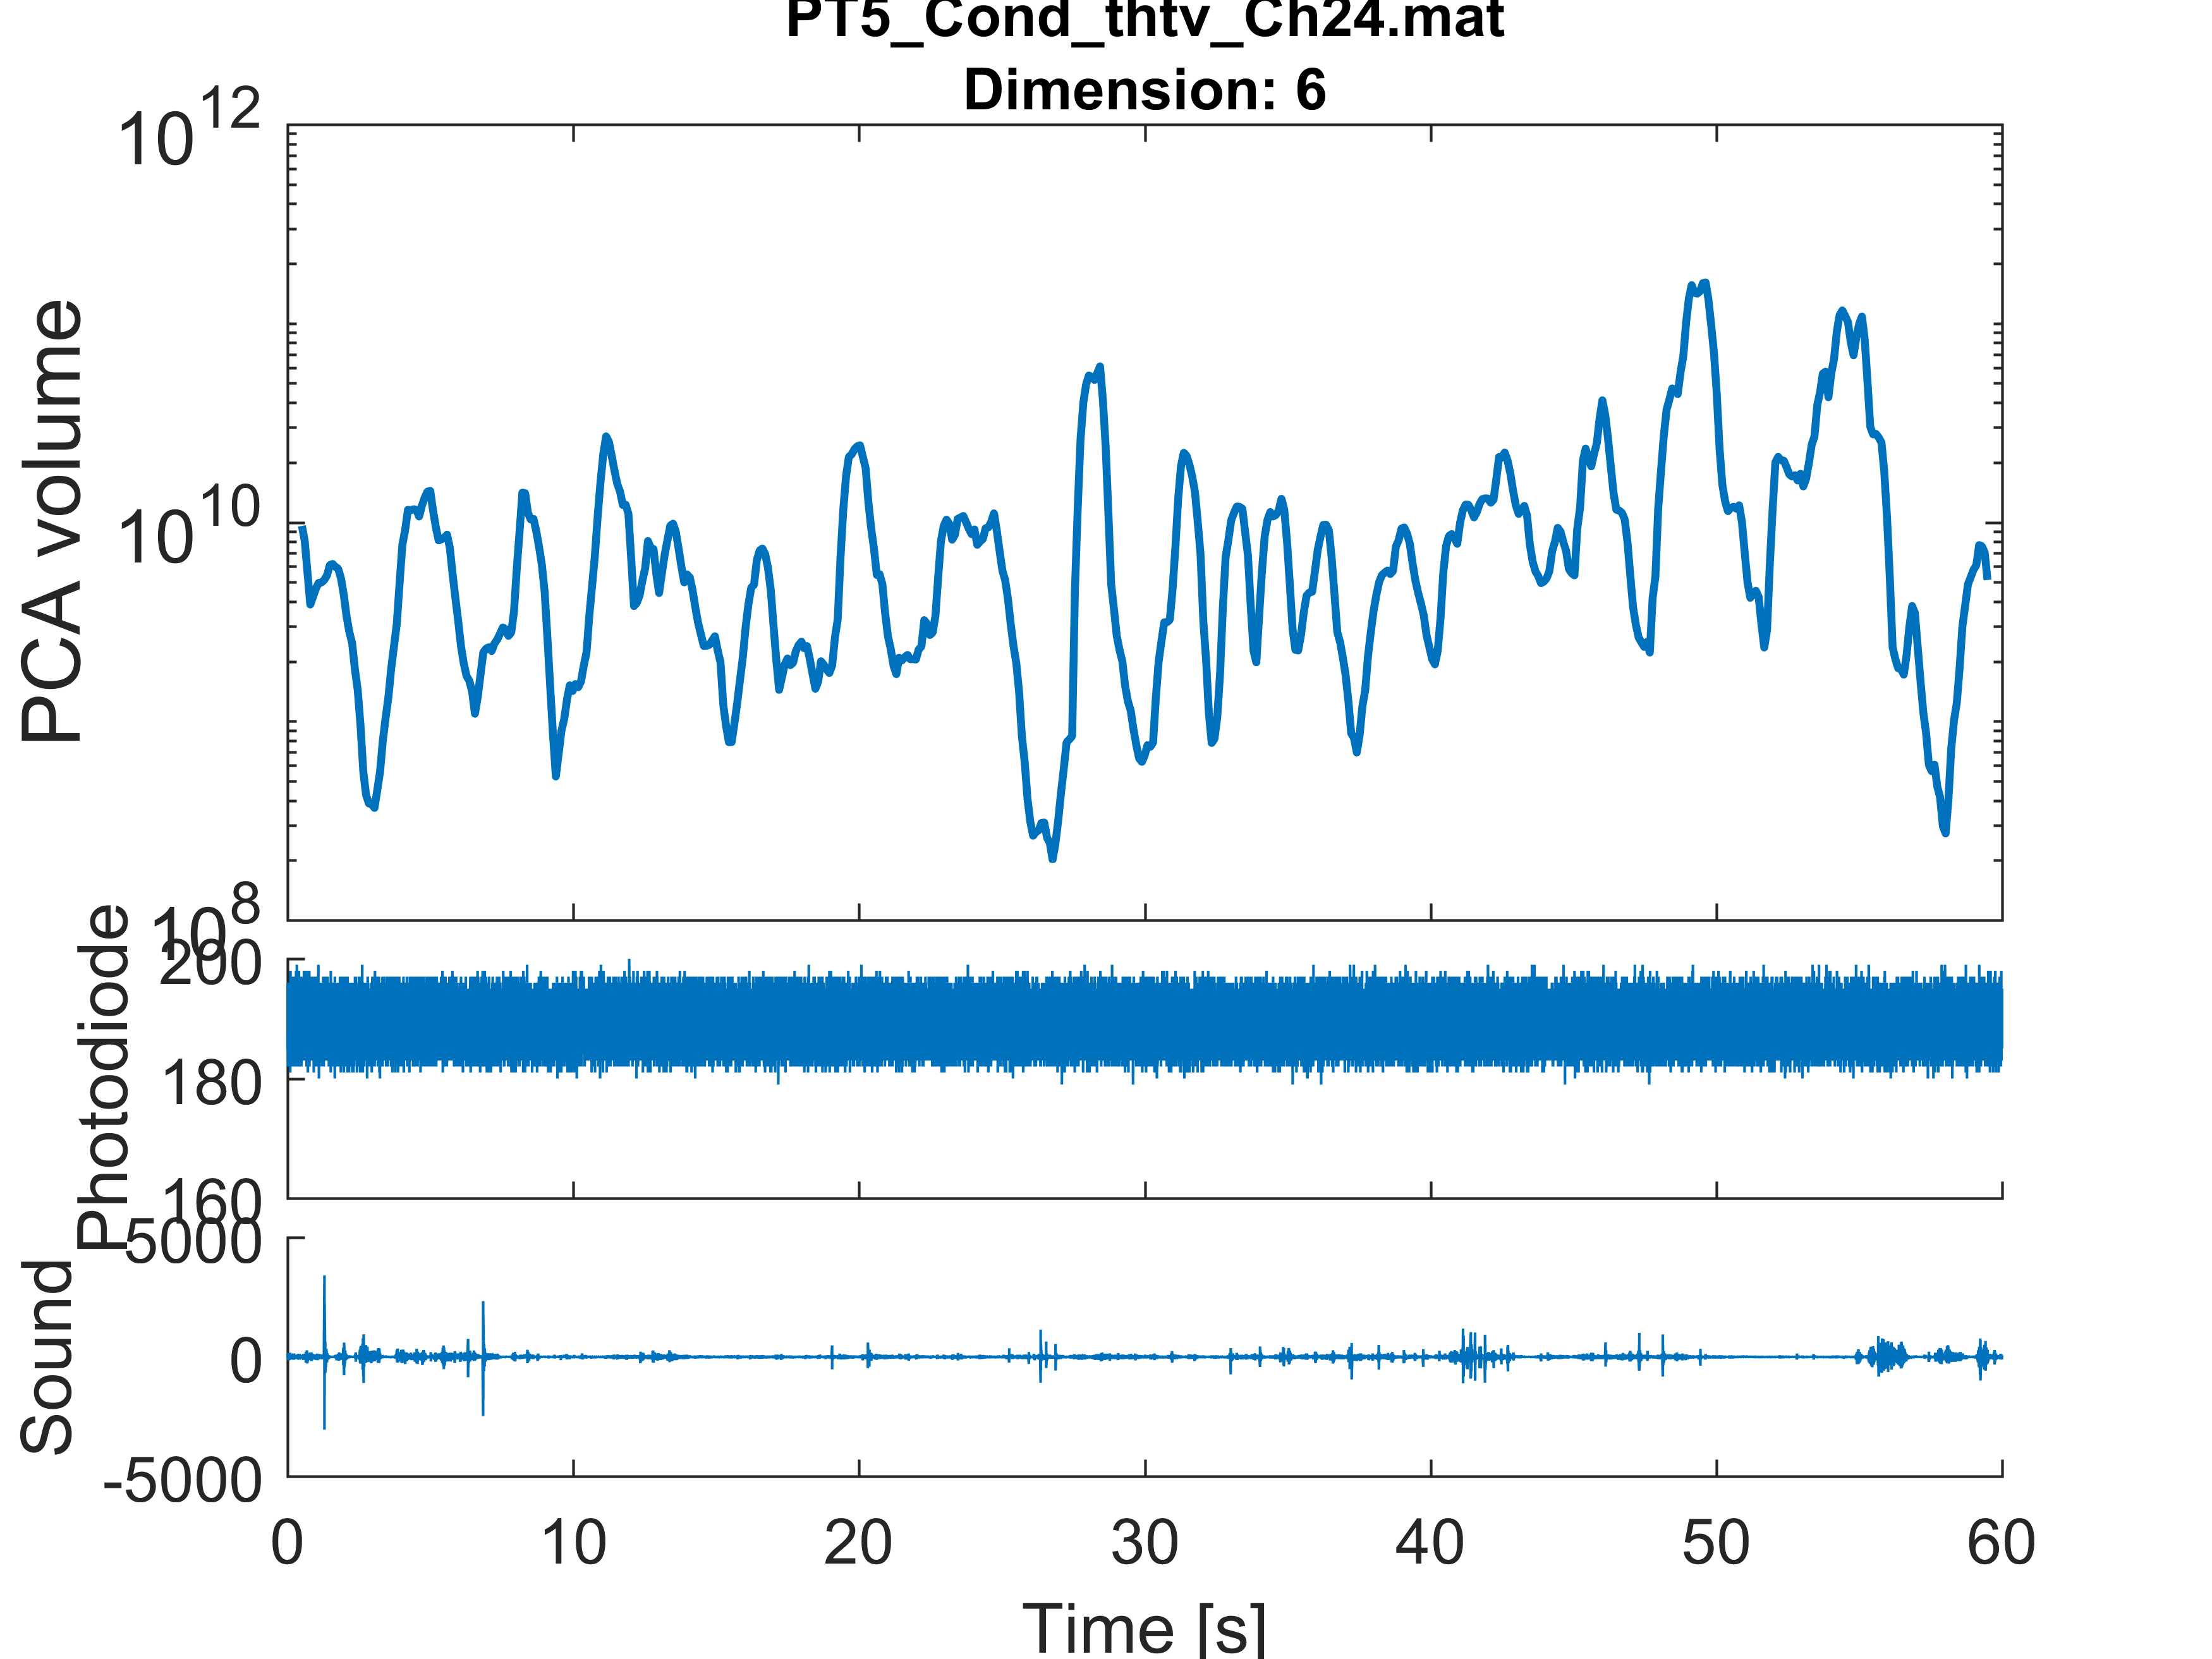 PT5_Cond_thtv_Ch24.mat
Dimension: 6
10^12
10^10
10^8
PCA volume
200
180
160
Photodiode
5000
0
-5000
Sound
0 10 20 30 40 50 60
Time [s]